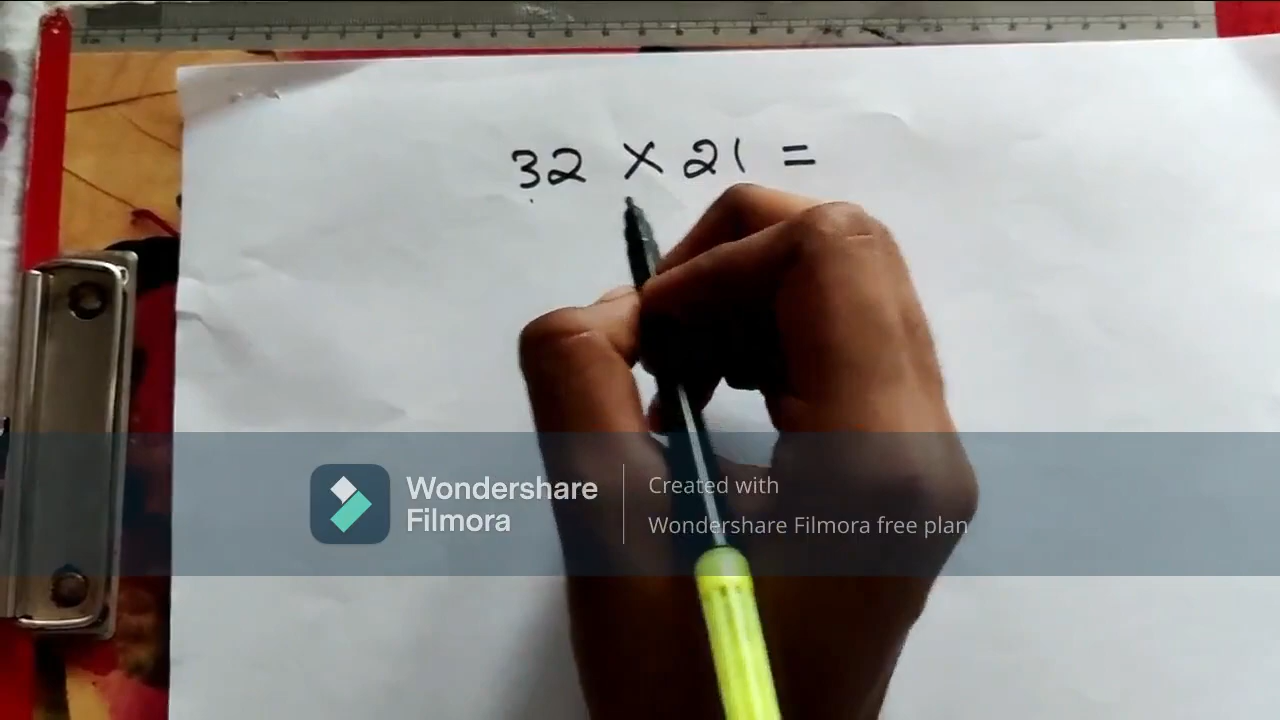 32 × 21 =
Wondershare
Filmora
Created with
Wondershare Filmora free plan